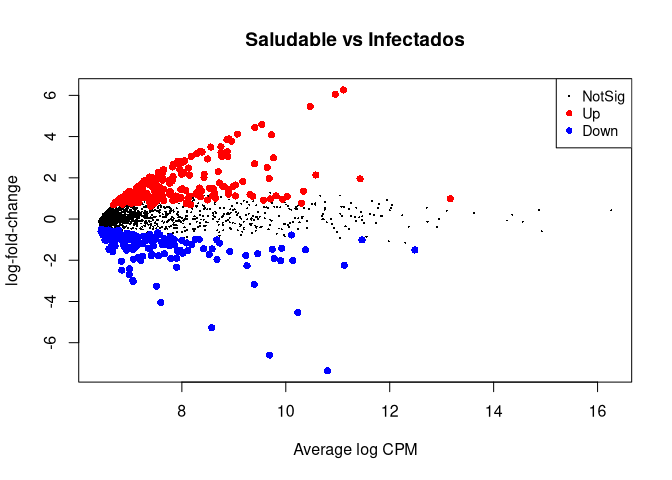 Saludable vs Infectados
NotSig
Up
Down
6
4
2
0
-2
-4
-6
log-fold-change
8
10
12
14
16
Average log CPM